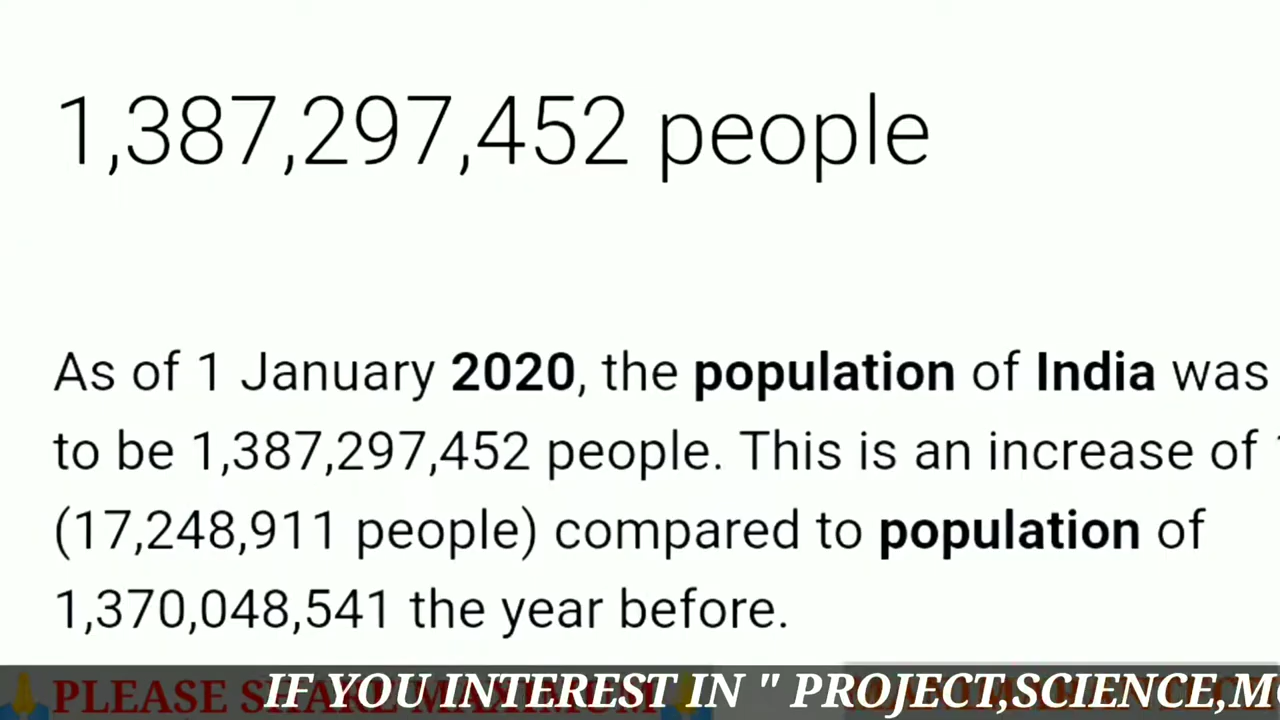 1,387,297,452 people
As of 1 January 2020, the population of India was
to be 1,387,297,452 people. This is an increase of
(17,248,911 people) compared to population of
1,370,048,541 the year before.
PLEASE SHARE MAXIMUM
IF YOU INTEREST IN " PROJECT,SCIENCE,M